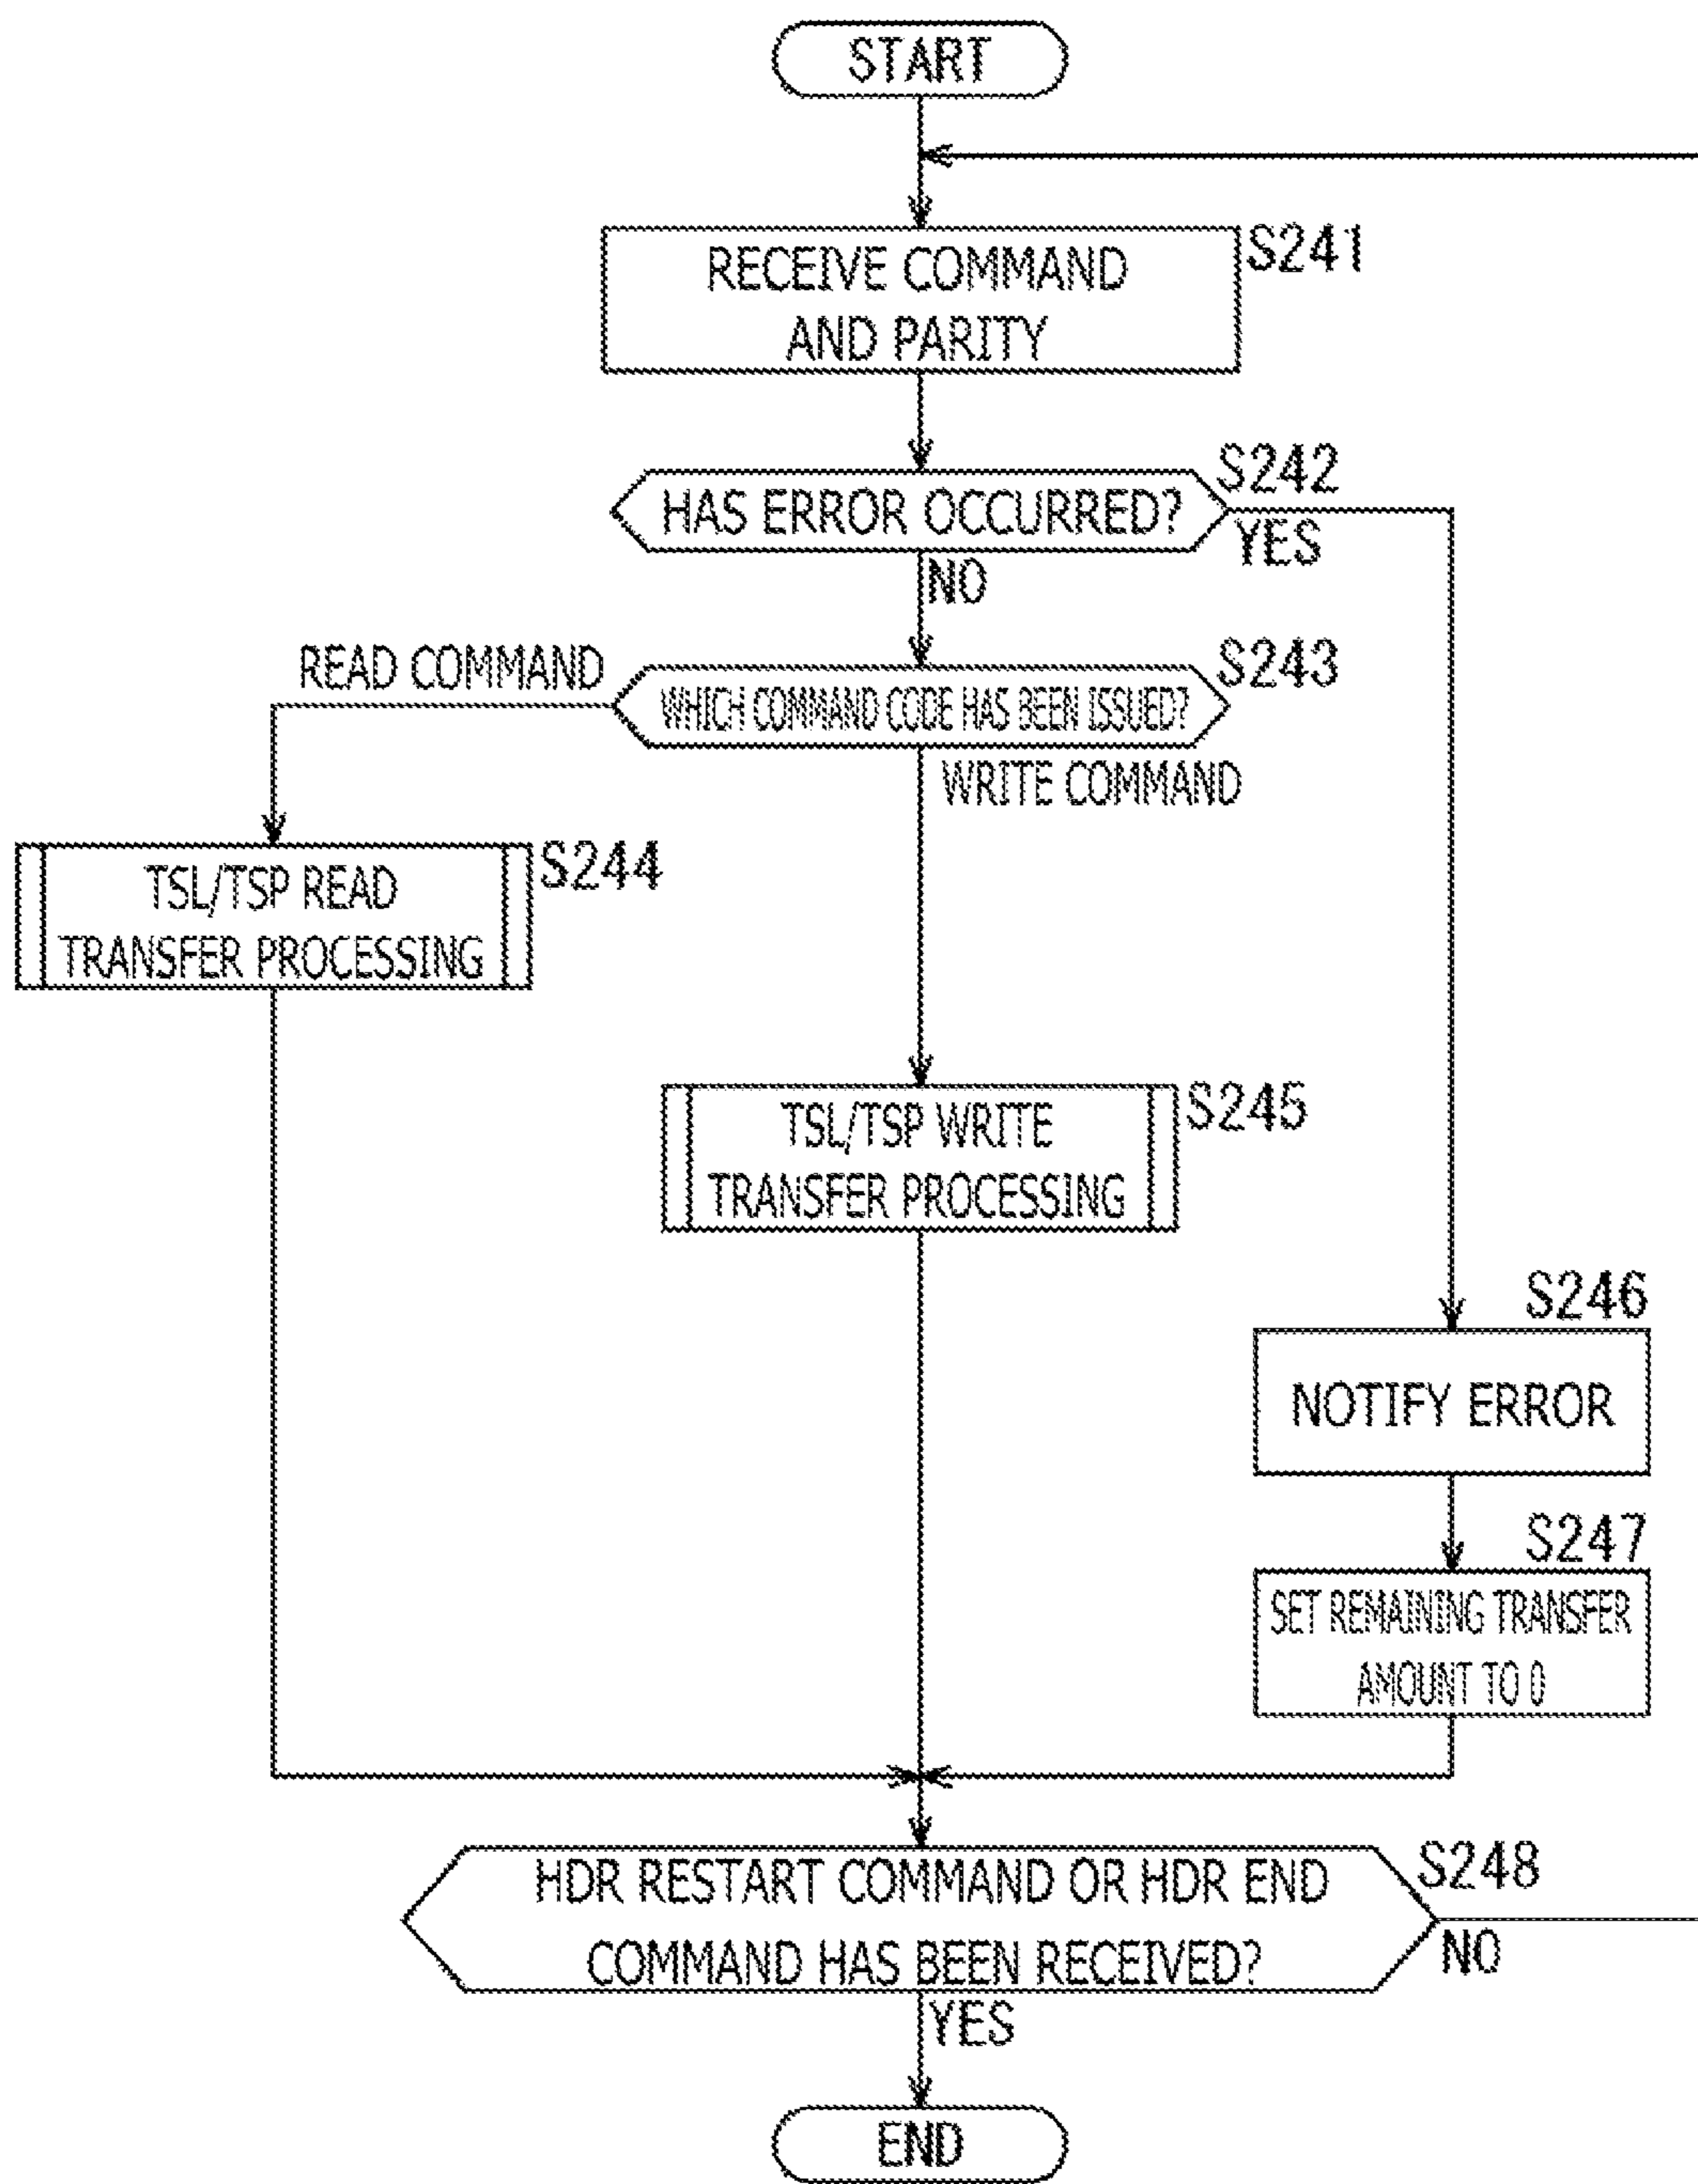 START
RECEIVE COMMAND
AND PARITY
S241
HAS ERROR OCCURRED?
S242
YES
NO
READ COMMAND
WHICH COMMAND CODE HAS BEEN ISSUED?
S243
WRITE COMMAND
TSL/TSP READ
TRANSFER PROCESSING
S244
TSL/TSP WRITE
TRANSFER PROCESSING
S245
S246
NOTIFY ERROR
S247
SET REMAINING TRANSFER
AMOUNT TO 0
HDR RESTART COMMAND OR HDR END
COMMAND HAS BEEN RECEIVED?
S248
NO
YES
END